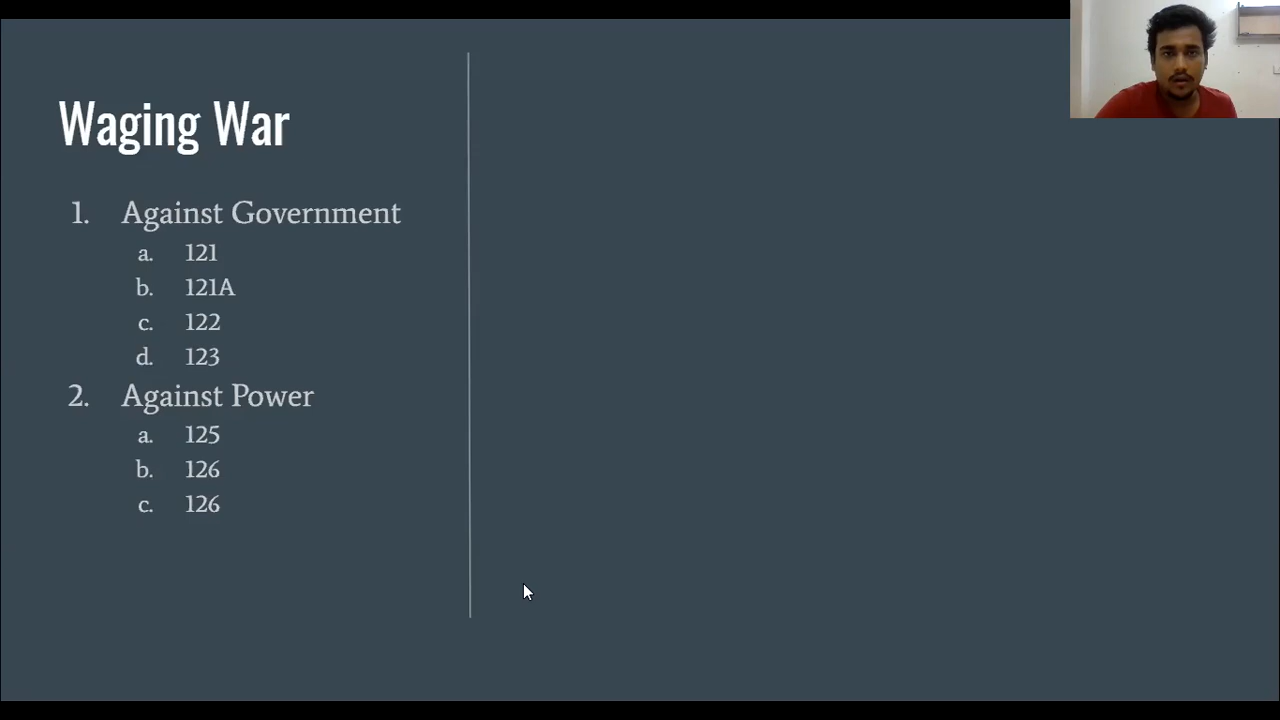 Waging War
1. Against Government
a. 121
b. 121A
c. 122
d. 123
2. Against Power
a. 125
b. 126
c. 126